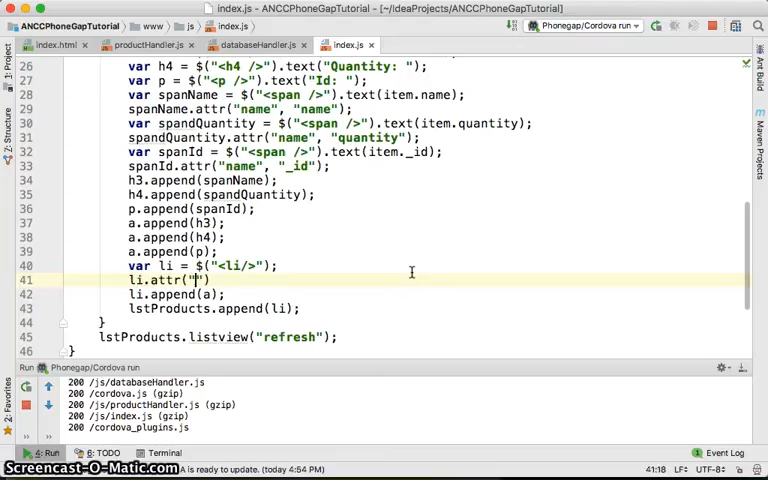 index.js - ANCCPhoneGapTutorial - [~/IdeaProjects/ANCCPhoneGapTutorial]
ANCCPhoneGapTutorial www js index.js Phonegap/Cordova run
index.html productHandler.js databaseHandler.js index.js
26 var h4 = $("<h4 />").text("Quantity: ");
27 var p = $("<p />").text("Id: ");
28 var spanName = $("<span />").text(item.name);
29 spanName.attr("name", "name");
30 var spandQuantity = $("<span />").text(item.quantity);
31 spandQuantity.attr("name", "quantity");
32 var spanId = $("<span />").text(item._id);
33 spanId.attr("name", "_id");
34 h3.append(spanName);
35 h4.append(spandQuantity);
36 p.append(spanId);
37 a.append(h3);
38 a.append(h4);
39 a.append(p);
40 var li = $("<li/>");
41 li.attr("")
42 li.append(a);
43 lstProducts.append(li);
44 }
45 lstProducts.listview("refresh");
46 }
1: Project
7: Structure
2: Favorites
Ant Build
Maven Projects
Run Phonegap/Cordova run
200 /js/databaseHandler.js
200 /cordova.js (gzip)
200 /js/productHandler.js (gzip)
200 /js/index.js (gzip)
200 /cordova_plugins.js
4: Run 6: TODO Terminal 1 Event Log
Screencast-O-Matic.com A is ready to update. (today 4:54 PM) 41:18 LF UTF-8